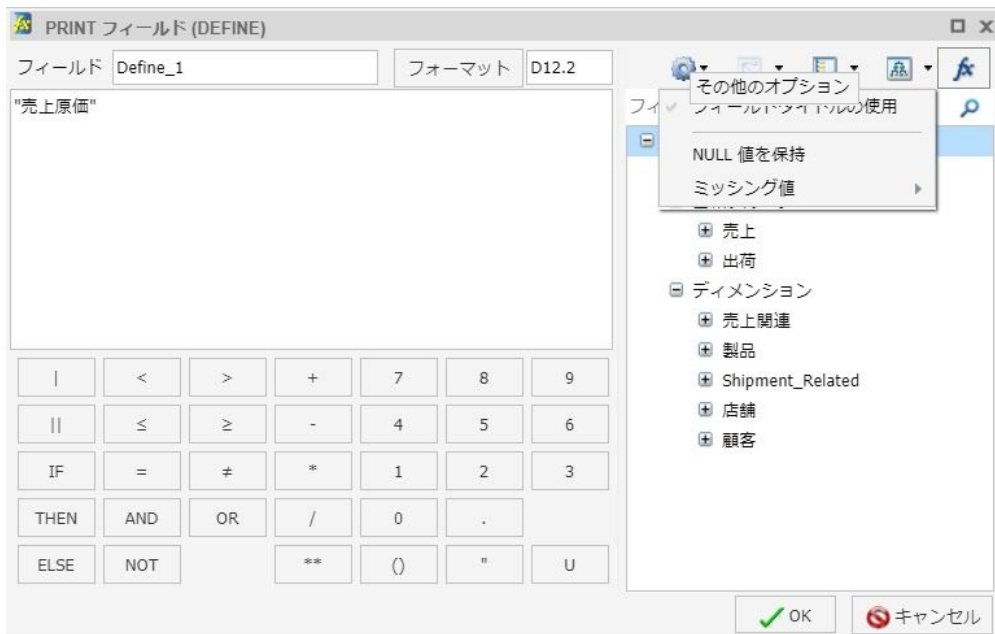 PRINT フィールド (DEFINE)
フィールド Define_1 フォーマット D12.2
その他のオプション
"売上原価"
フィールドタイトルの使用
NULL 値を保持
ミッシング値
売上
出荷
ディメンション
売上関連
製品
Shipment_Related
店舗
顧客
| < > + 7 8 9
|| ≤ ≥ - 4 5 6
IF = ≠ * 1 2 3
THEN AND OR / 0 .
ELSE NOT ** () " U
OK キャンセル